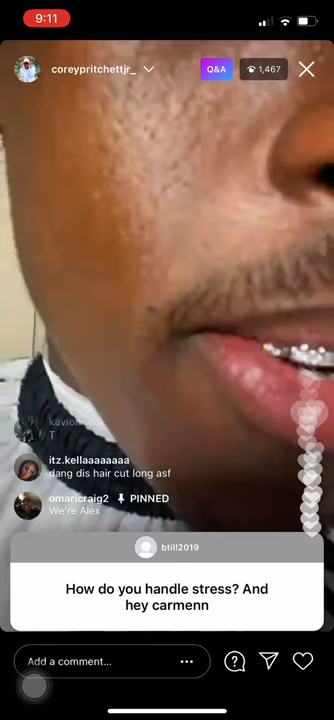 9:11
coreypritchettjr_
Q&A
1,467
T
itz.kellaaaaaaa
dang dis hair cut long asf
omaricraig2 PINNED
We're Alex
btill2019
How do you handle stress? And
hey carmenn
Add a comment...